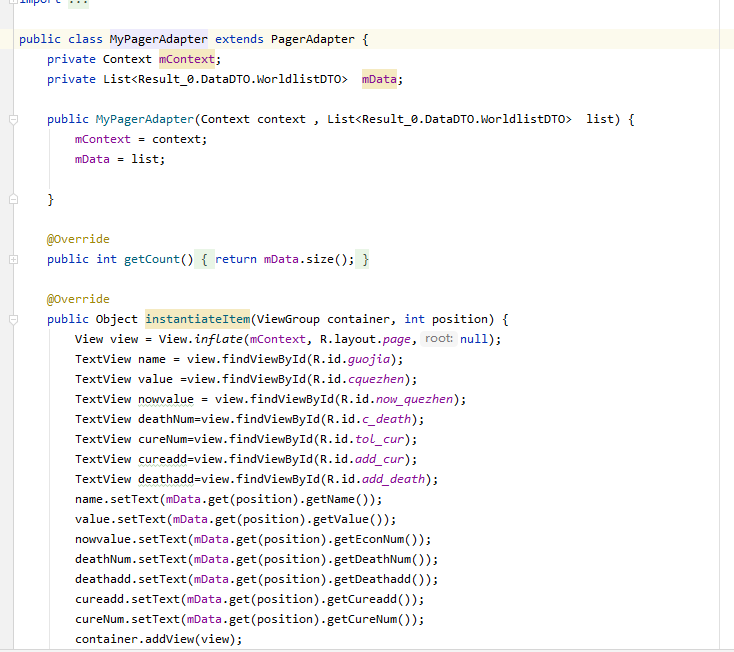 import ...
public class MyPagerAdapter extends PagerAdapter {
private Context mContext;
private List<Result_0.DataDTO.WorldlistDTO>  mData;
public MyPagerAdapter(Context context , List<Result_0.DataDTO.WorldlistDTO>  list) {
mContext = context;
mData = list;
}
@Override
public int getCount() { return mData.size(); }
@Override
public Object instantiateItem(ViewGroup container, int position) {
View view = View.inflate(mContext, R.layout.page, root: null);
TextView name = view.findViewById(R.id.guojia);
TextView value =view.findViewById(R.id.cquezhen);
TextView nowvalue = view.findViewById(R.id.now_quezhen);
TextView deathNum=view.findViewById(R.id.c_death);
TextView cureNum=view.findViewById(R.id.tol_cur);
TextView cureadd=view.findViewById(R.id.add_cur);
TextView deathadd=view.findViewById(R.id.add_death);
name.setText(mData.get(position).getName());
value.setText(mData.get(position).getValue());
nowvalue.setText(mData.get(position).getEconNum());
deathNum.setText(mData.get(position).getDeathNum());
deathadd.setText(mData.get(position).getDeathadd());
cureadd.setText(mData.get(position).getCureadd());
cureNum.setText(mData.get(position).getCureNum());
container.addView(view);